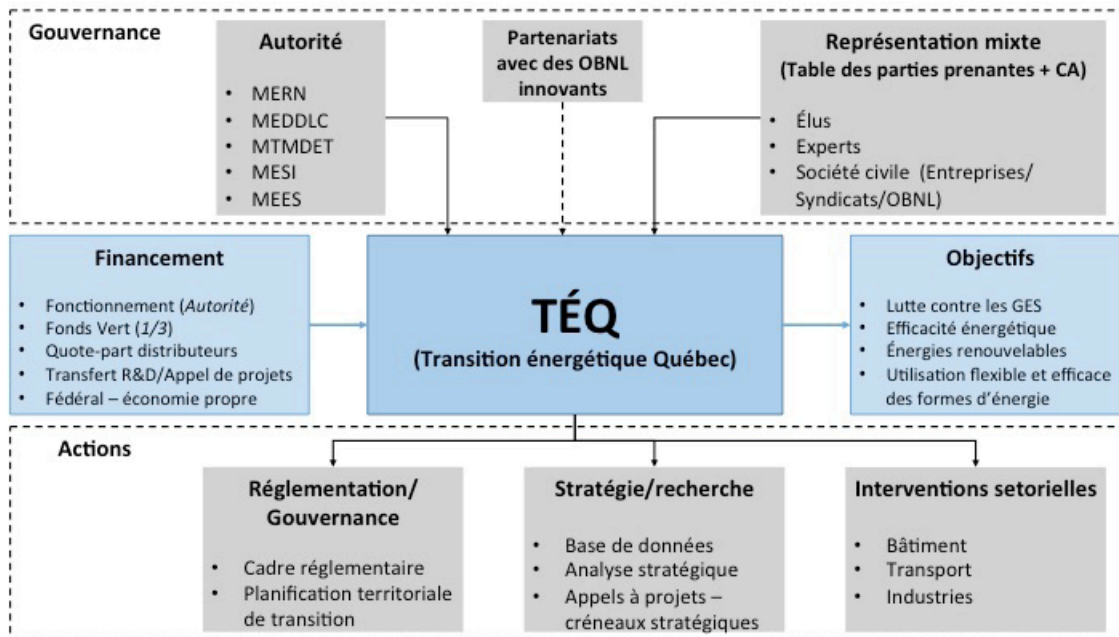 Gouvernance
Autorité
• MERN
• MEDDLC
• MTMDET
• MESI
• MEES
Partenariats
avec des OBNL
innovants
Représentation mixte
(Table des parties prenantes + CA)
• Élus
• Experts
• Société civile (Entreprises/
Syndicats/OBNL)
Financement
• Fonctionnement (Autorité)
• Fonds Vert (1/3)
• Quote-part distributeurs
• Transfert R&D/Appel de projets
• Fédéral – économie propre
TÉQ
(Transition énergétique Québec)
Objectifs
• Lutte contre les GES
• Efficacité énergétique
• Énergies renouvelables
• Utilisation flexible et efficace
des formes d'énergie
Actions
Réglementation/
Gouvernance
• Cadre réglementaire
• Planification territoriale
de transition
Stratégie/recherche
• Base de données
• Analyse stratégique
• Appels à projets –
créneaux stratégiques
Interventions setorielles
• Bâtiment
• Transport
• Industries